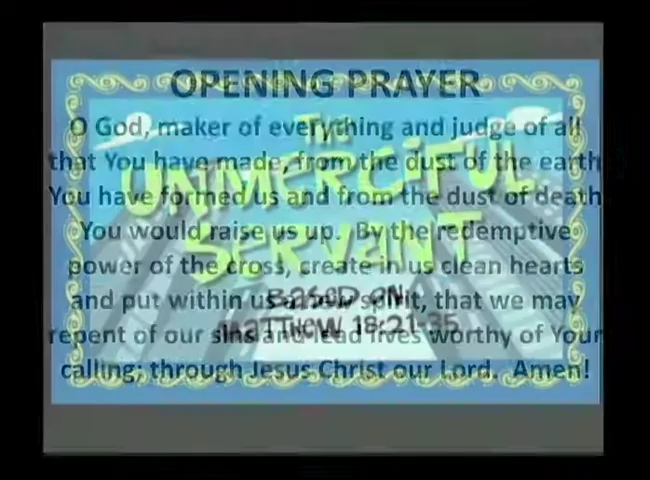 OPENING PRAYER
O God, maker of everything and judge of all
that You have made, from the dust of the earth
You have formed us and from the dust of death
You would raise us up. By the redemptive
power of the cross, create in us clean hearts
and put within us a new spirit, that we may
repent of our sins and lead lives worthy of Your
calling; through Jesus Christ our Lord. Amen!
THE
UNMERCIFUL
SERVANT
BASED ON
MATTHEW 18:21-35